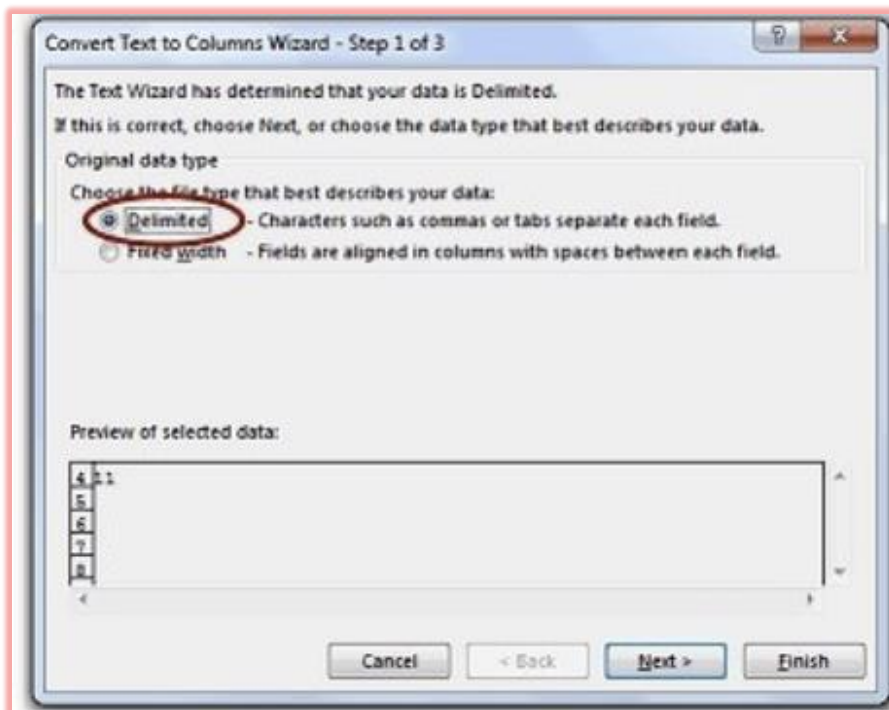 Convert Text to Columns Wizard - Step 1 of 3
?
The Text Wizard has determined that your data is Delimited.
If this is correct, choose Next, or choose the data type that best describes your data.
Original data type
Choose the file type that best describes your data:
Delimited - Characters such as commas or tabs separate each field.
Fixed width - Fields are aligned in columns with spaces between each field.
Preview of selected data:
4 11
5
6
7
8
Cancel < Back Next > Finish